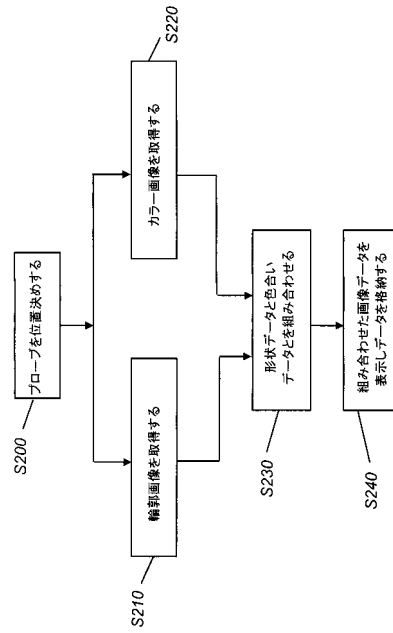 S200
プローブを位置決めする
S210
輪郭画像を取得する
S220
カラー画像を取得する
S230
形状データと色合い
データとを組み合わせる
S240
組み合わせた画像データを
表示しデータを格納する